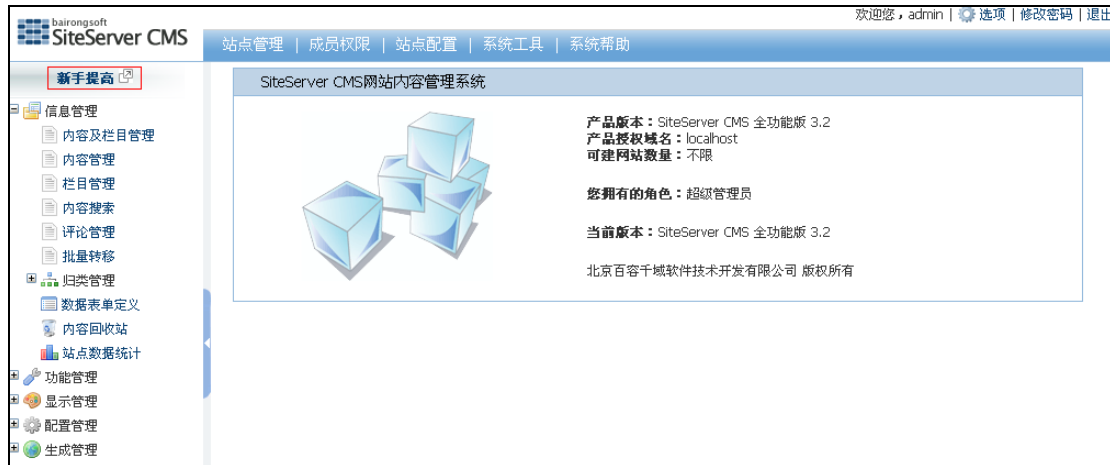 欢迎您，admin | 选项 | 修改密码 | 退出
bairongsoft
SiteServer CMS
站点管理 | 成员权限 | 站点配置 | 系统工具 | 系统帮助
新手提高
信息管理
内容及栏目管理
内容管理
栏目管理
内容搜索
评论管理
批量转移
归类管理
数据表单定义
内容回收站
站点数据统计
功能管理
显示管理
配置管理
生成管理
SiteServer CMS网站内容管理系统
产品版本：SiteServer CMS 全功能版 3.2
产品授权域名：localhost
可建网站数量：不限
您拥有的角色：超级管理员
当前版本：SiteServer CMS 全功能版 3.2
北京百容千域软件技术开发有限公司 版权所有